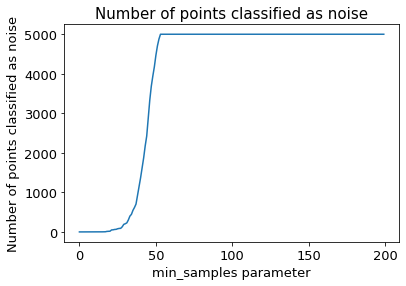 Number of points classified as noise
Number of points classified as noise
5000
4000
3000
2000
1000
0
0 50 100 150 200
min_samples parameter